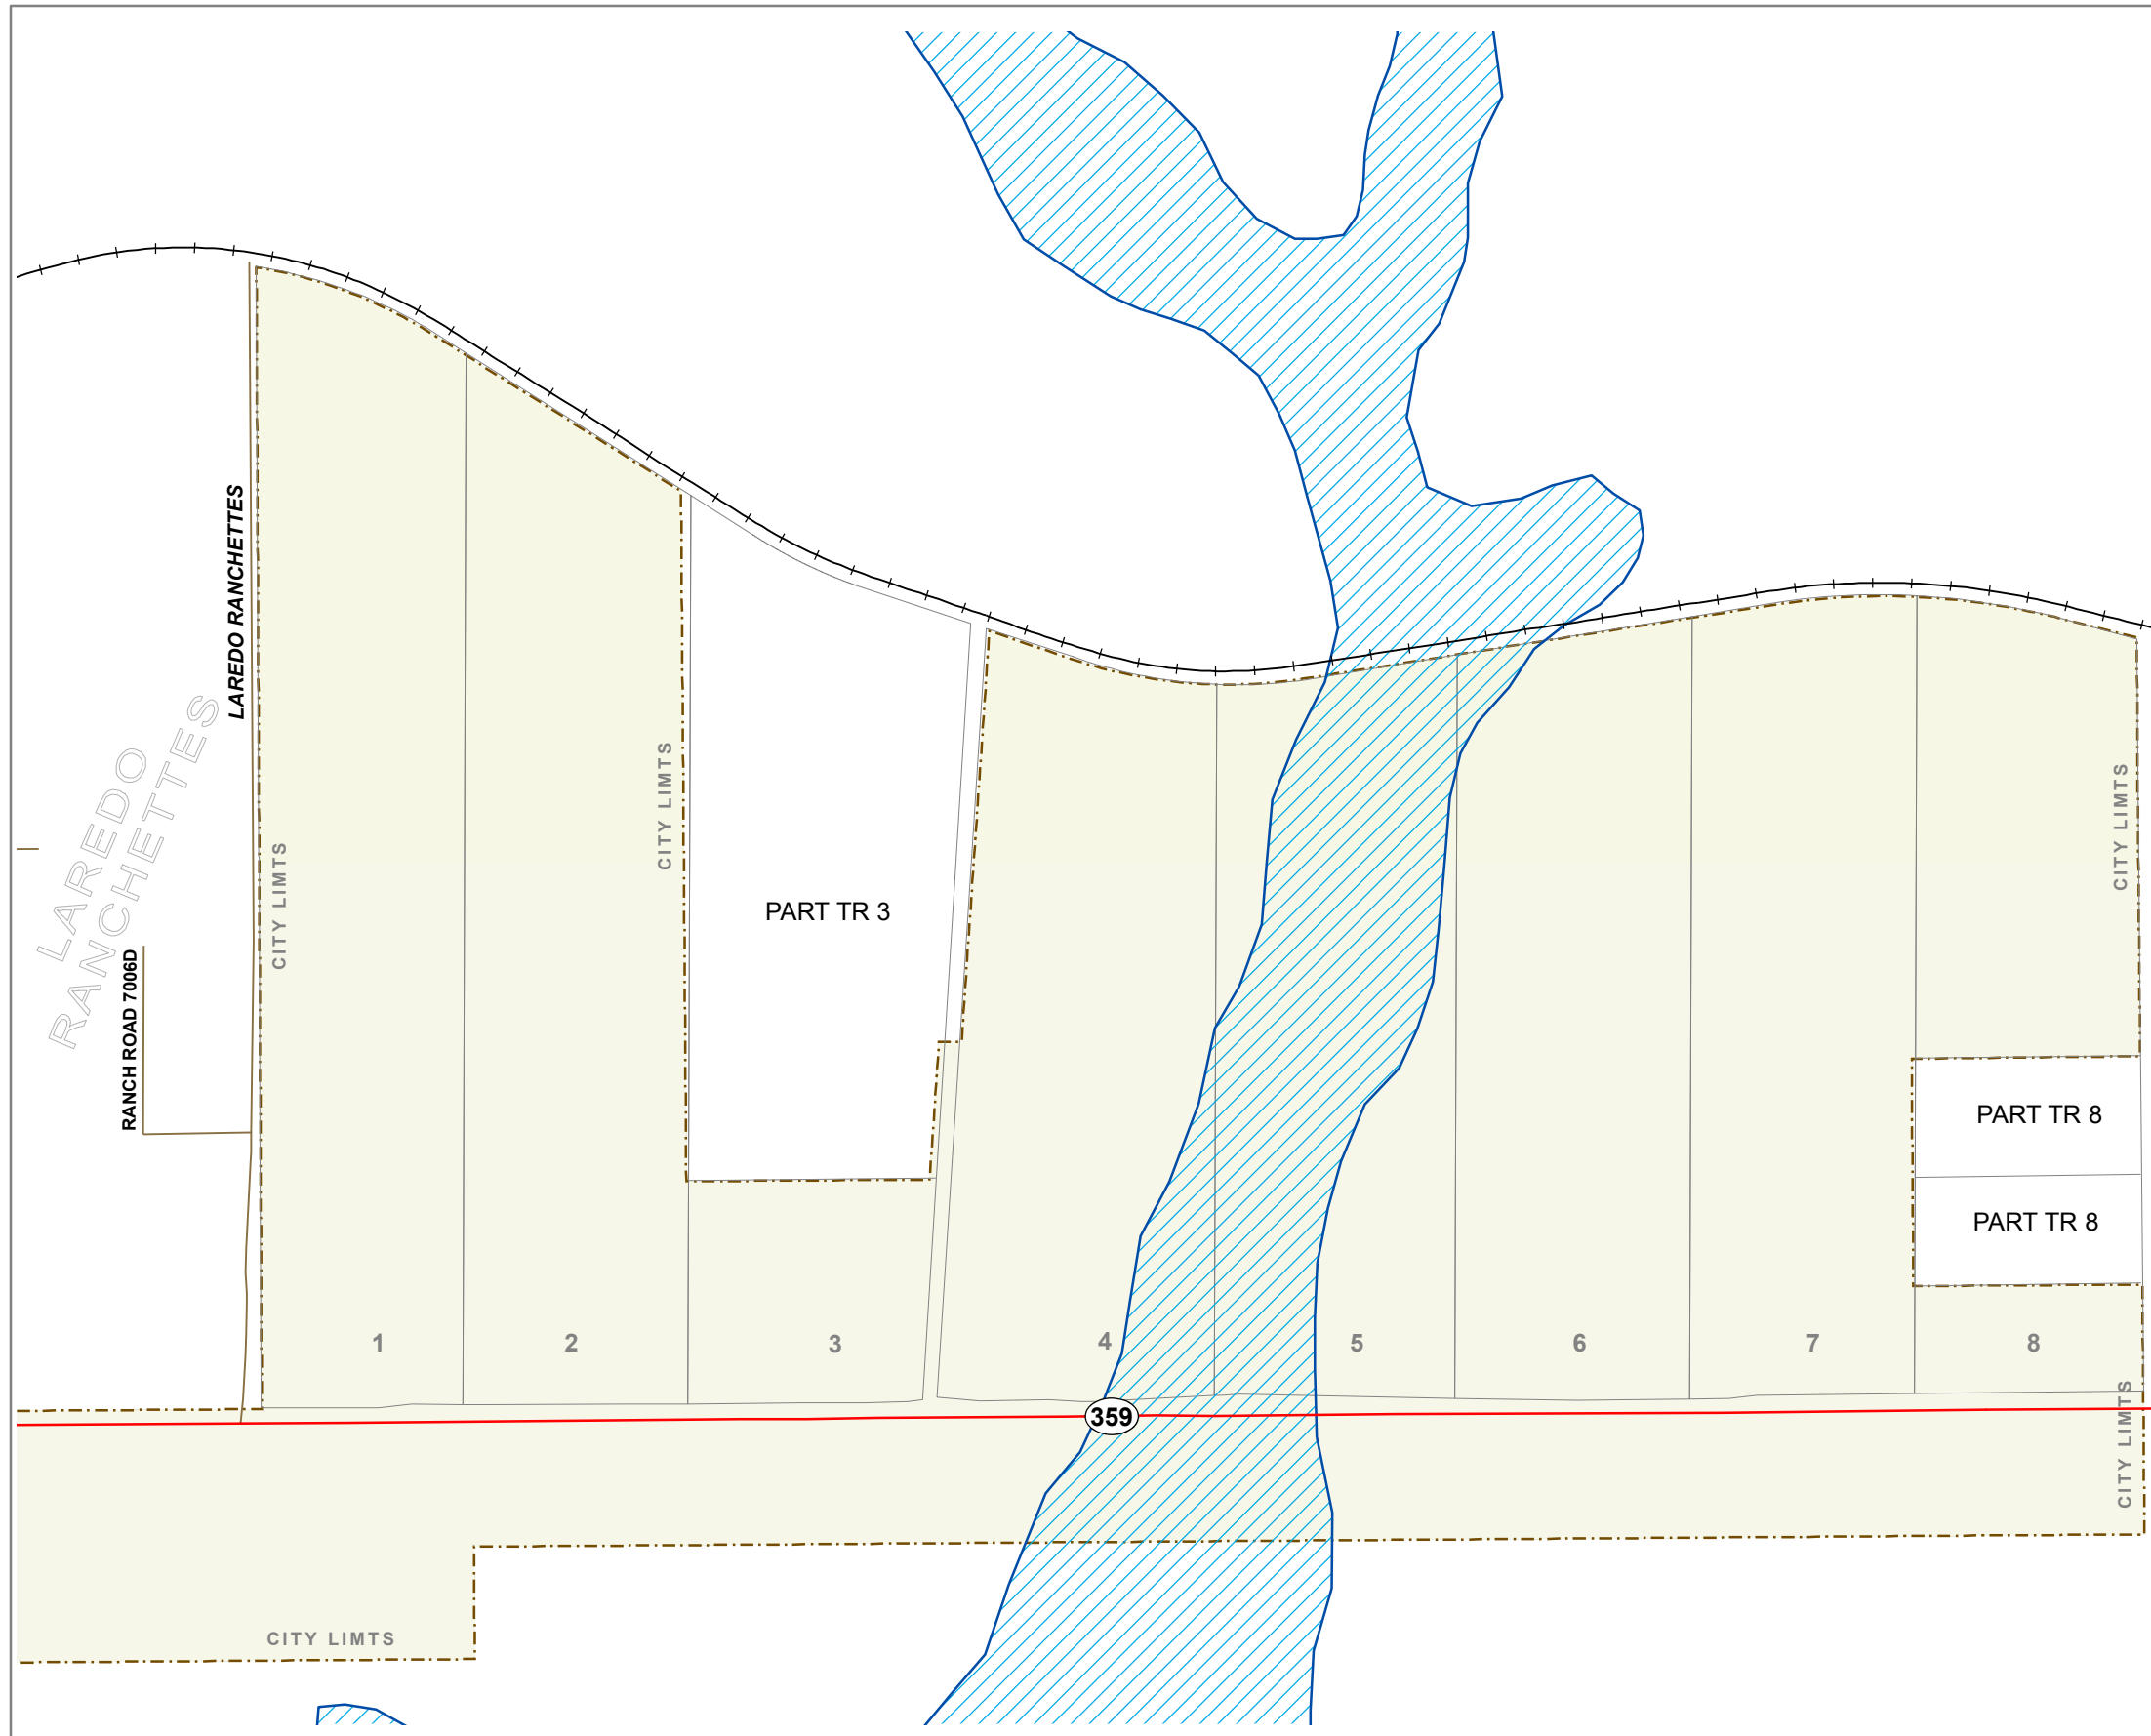 LAREDO RANCHETTES
LAREDO
RANCHETTES
CITY LIMTS
CITY LIMTS
CITY LIMTS
PART TR 3
RANCH ROAD 7006D
PART TR 8
PART TR 8
1
2
3
4
5
6
7
8
359
CITY LIMTS
CITY LIMTS